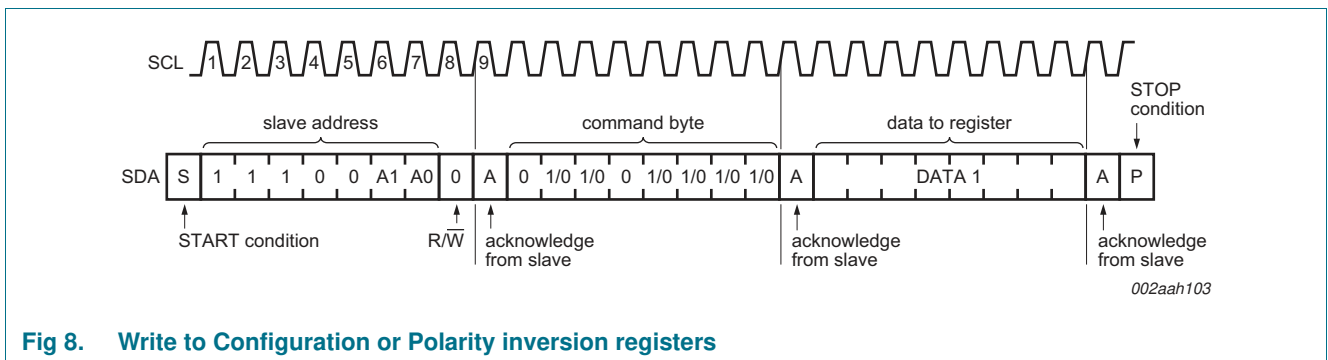 SCL 1 2 3 4 5 6 7 8 9
STOP
condition
slave address command byte data to register
SDA S 1 1 1 0 0 A1 A0 0 A 0 1/0 1/0 0 1/0 1/0 1/0 1/0 A DATA 1 A P
START condition R/W̅ acknowledge acknowledge acknowledge
from slave from slave from slave
002aah103
Fig 8. Write to Configuration or Polarity inversion registers